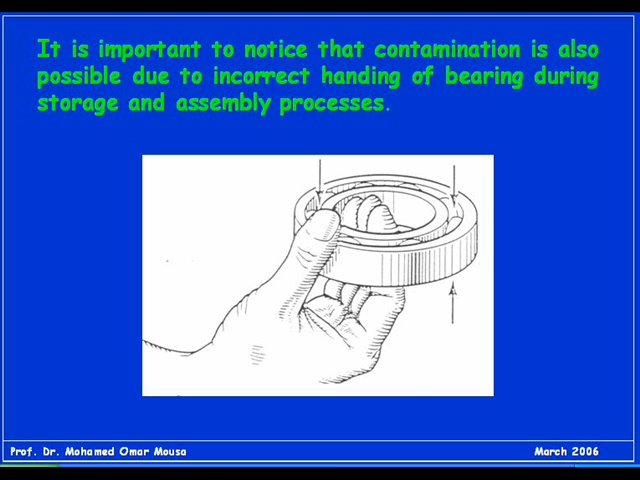 It is important to notice that contamination is also
possible due to incorrect handing of bearing during
storage and assembly processes.
Prof. Dr. Mohamed Omar Mousa
March 2006